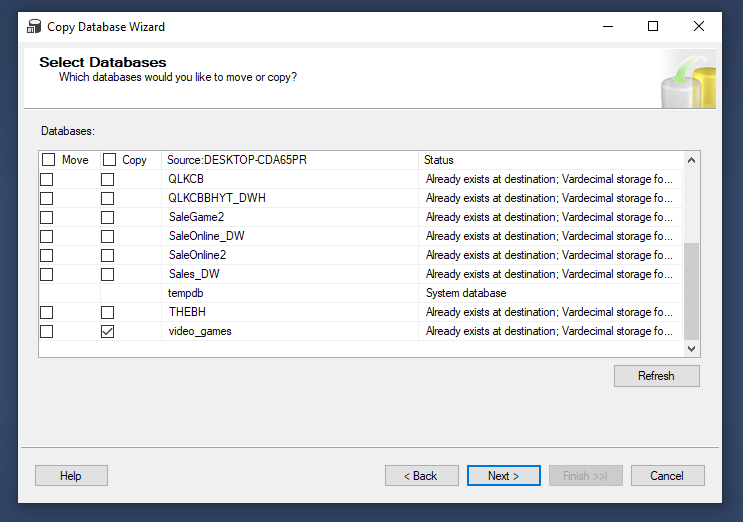 Copy Database Wizard
Select Databases
Which databases would you like to move or copy?
Databases:
Move Copy Source:DESKTOP-CDA65PR Status
QLKCB Already exists at destination; Vardecimal storage fo...
QLKCBBHYT_DWH Already exists at destination; Vardecimal storage fo...
SaleGame2 Already exists at destination; Vardecimal storage fo...
SaleOnline_DW Already exists at destination; Vardecimal storage fo...
SaleOnline2 Already exists at destination; Vardecimal storage fo...
Sales_DW Already exists at destination; Vardecimal storage fo...
tempdb System database
THEBH Already exists at destination; Vardecimal storage fo...
video_games Already exists at destination; Vardecimal storage fo...
Refresh
Help < Back Next > Finish >>| Cancel